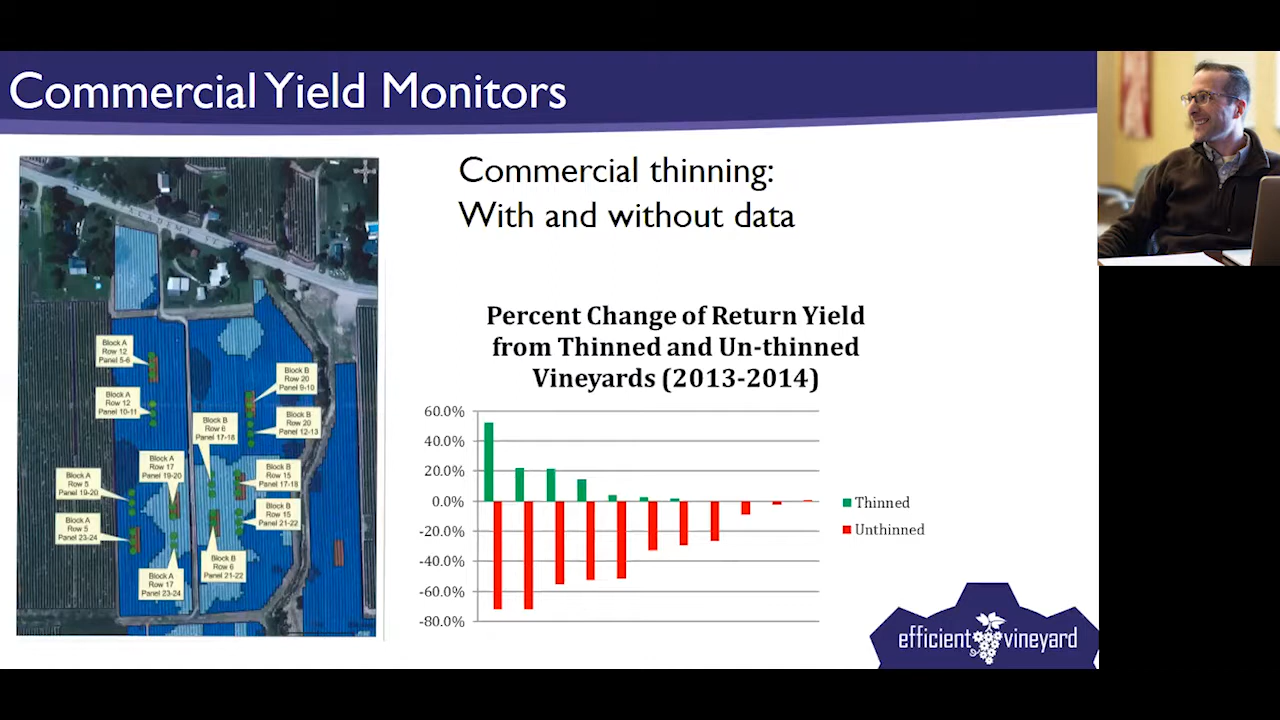 Commercial Yield Monitors
Commercial thinning:
With and without data
ACADEMY ST
Block A
Row 12
Panel 5-6
Block A
Row 12
Panel 10-11
Block B
Row 20
Panel 9-10
Block B
Row 20
Panel 12-13
Block B
Row 6
Panel 17-18
Block A
Row 17
Panel 19-20
Block A
Row 5
Panel 19-20
Block B
Row 15
Panel 17-18
Block A
Row 5
Panel 23-24
Block B
Row 15
Panel 21-22
Block B
Row 6
Panel 21-22
Block A
Row 17
Panel 23-24
Percent Change of Return Yield
from Thinned and Un-thinned
Vineyards (2013-2014)
60.0%
40.0%
20.0%
0.0%
-20.0%
-40.0%
-60.0%
-80.0%
Thinned
Unthinned
efficient vineyard